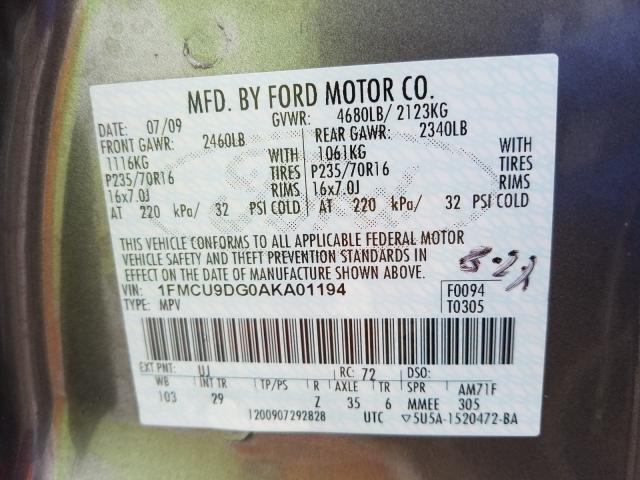 MFD. BY FORD MOTOR CO.
DATE: 07/09 GVWR: 4680LB/ 2123KG
FRONT GAWR: 2460LB REAR GAWR: 2340LB
1116KG WITH 1061KG WITH
P235/70R16 TIRES P235/70R16 TIRES
16x7.0J RIMS 16x7.0J RIMS
AT 220 kPa/ 32 PSI COLD AT 220 kPa/ 32 PSI COLD
THIS VEHICLE CONFORMS TO ALL APPLICABLE FEDERAL MOTOR
VEHICLE SAFETY AND THEFT PREVENTION STANDARDS IN
EFFECT ON THE DATE OF MANUFACTURE SHOWN ABOVE.
VIN: 1FMCU9DG0AKA01194 F0094
TYPE: MPV T0305
EXT PNT: UJ RC: 72 DSO:
WB INT TR TP/PS R AXLE TR SPR AM71F
103 29 Z 35 6 MMEE 305
1200907292828 UTC ▽5U5A-1520472-BA